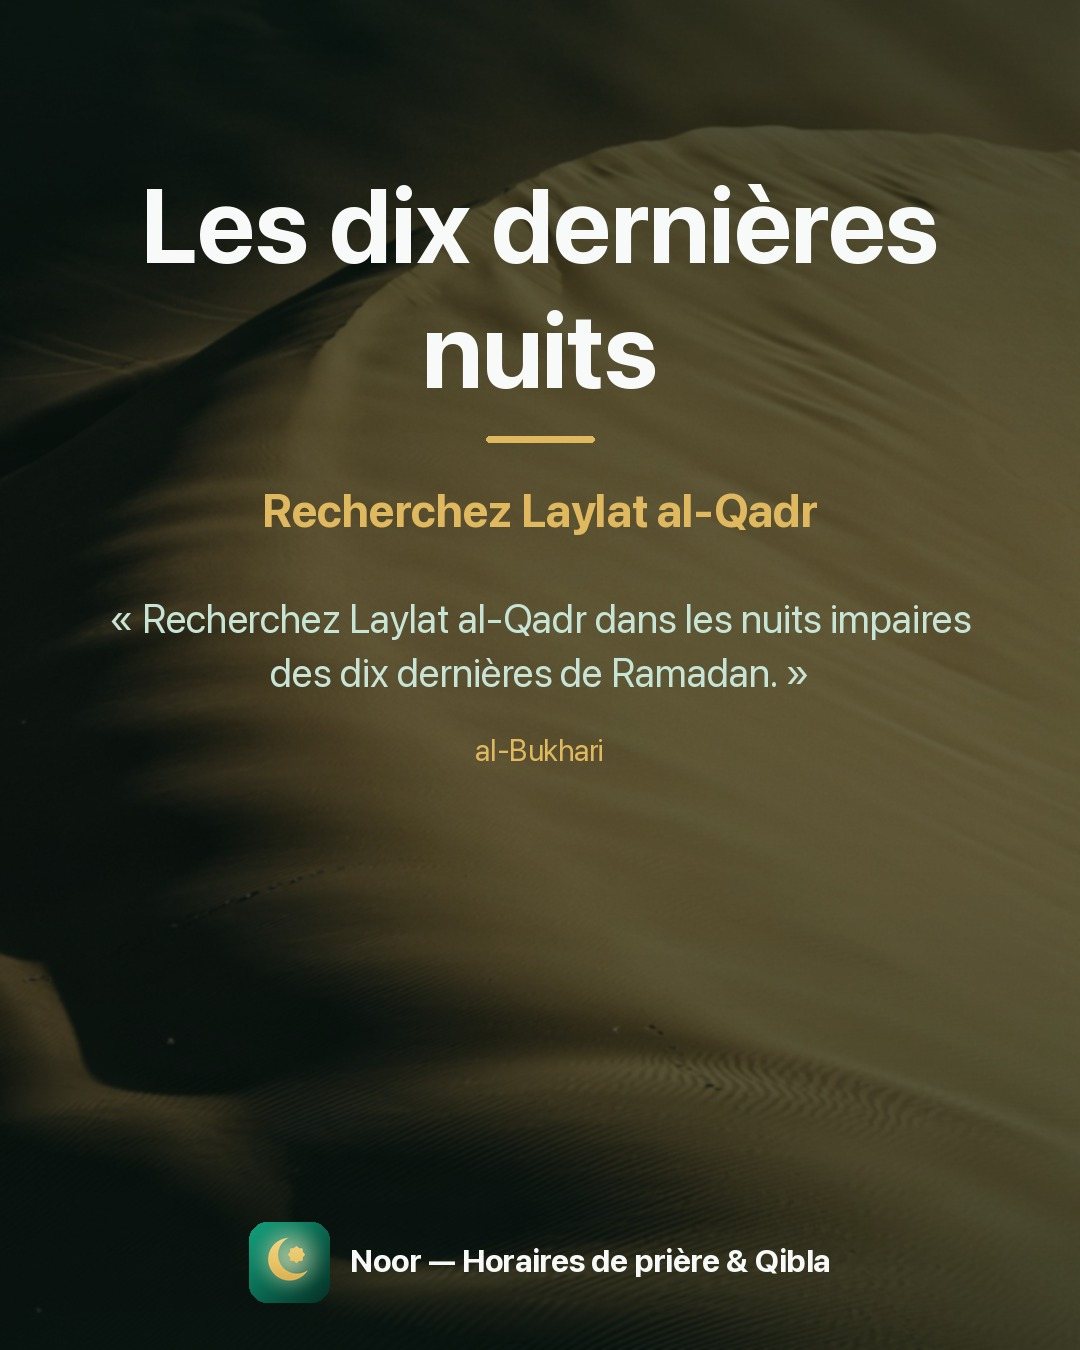 Les dix dernières
nuits
Recherchez Laylat al-Qadr
« Recherchez Laylat al-Qadr dans les nuits impaires
des dix dernières de Ramadan. »
al-Bukhari
Noor — Horaires de prière & Qibla